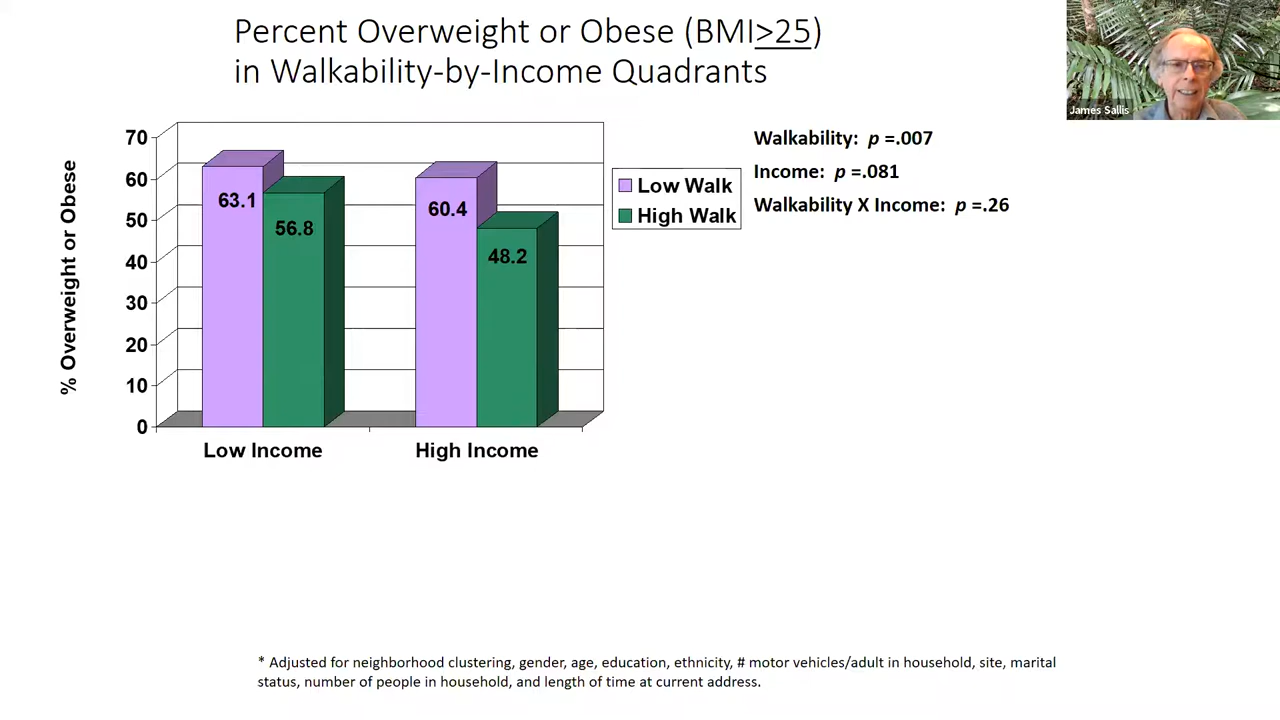 Percent Overweight or Obese (BMI>25)
in Walkability-by-Income Quadrants
James Sallis
% Overweight or Obese
70
60
50
40
30
20
10
0
63.1
56.8
60.4
48.2
Low Income
High Income
Low Walk
High Walk
Walkability: p =.007
Income: p =.081
Walkability X Income: p =.26
* Adjusted for neighborhood clustering, gender, age, education, ethnicity, # motor vehicles/adult in household, site, marital
status, number of people in household, and length of time at current address.